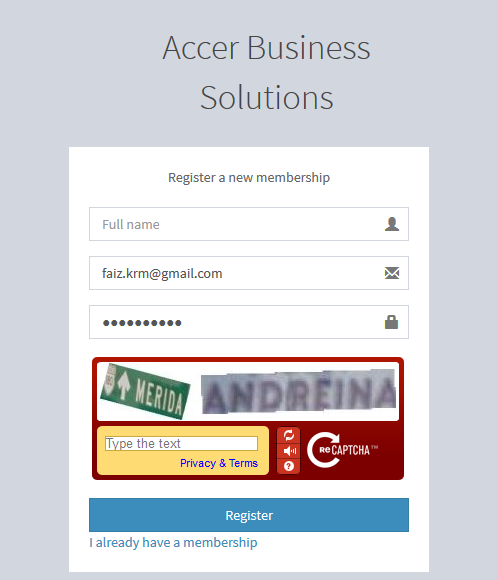 Accer Business
Solutions
Register a new membership
Full name
faiz.krm@gmail.com
MERIDA ANDREINA
Type the text
Privacy & Terms
reCAPTCHA™
Register
I already have a membership